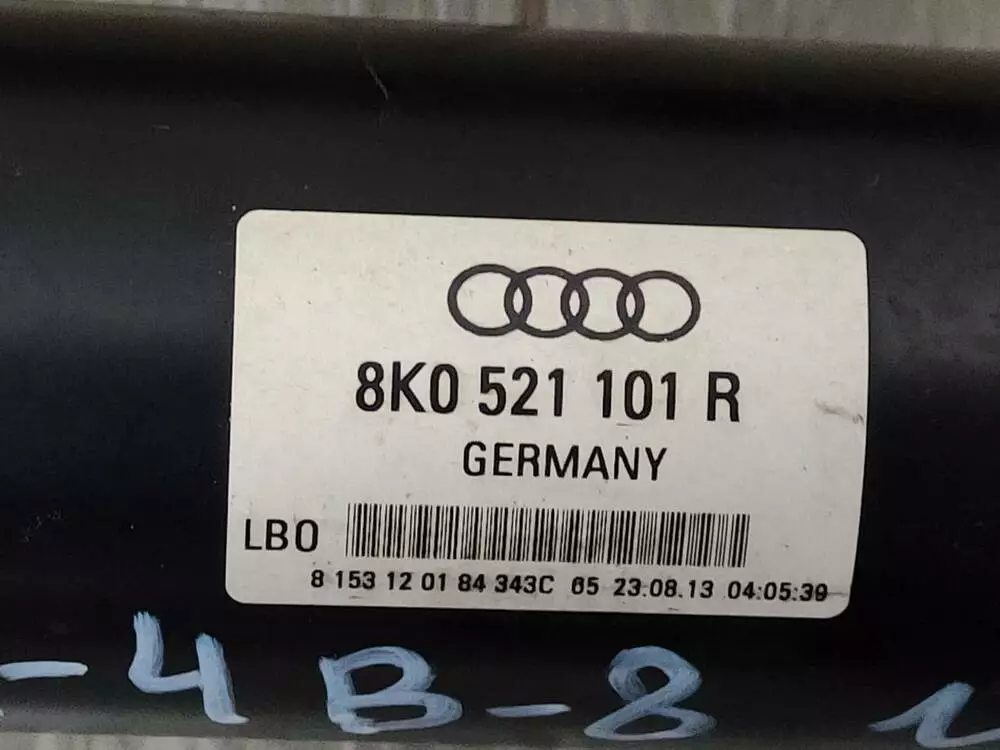 8K0 521 101 R
GERMANY
LB0
8 153 12 01 84 343C 65 23.08.13 04:05:39
-4B-8